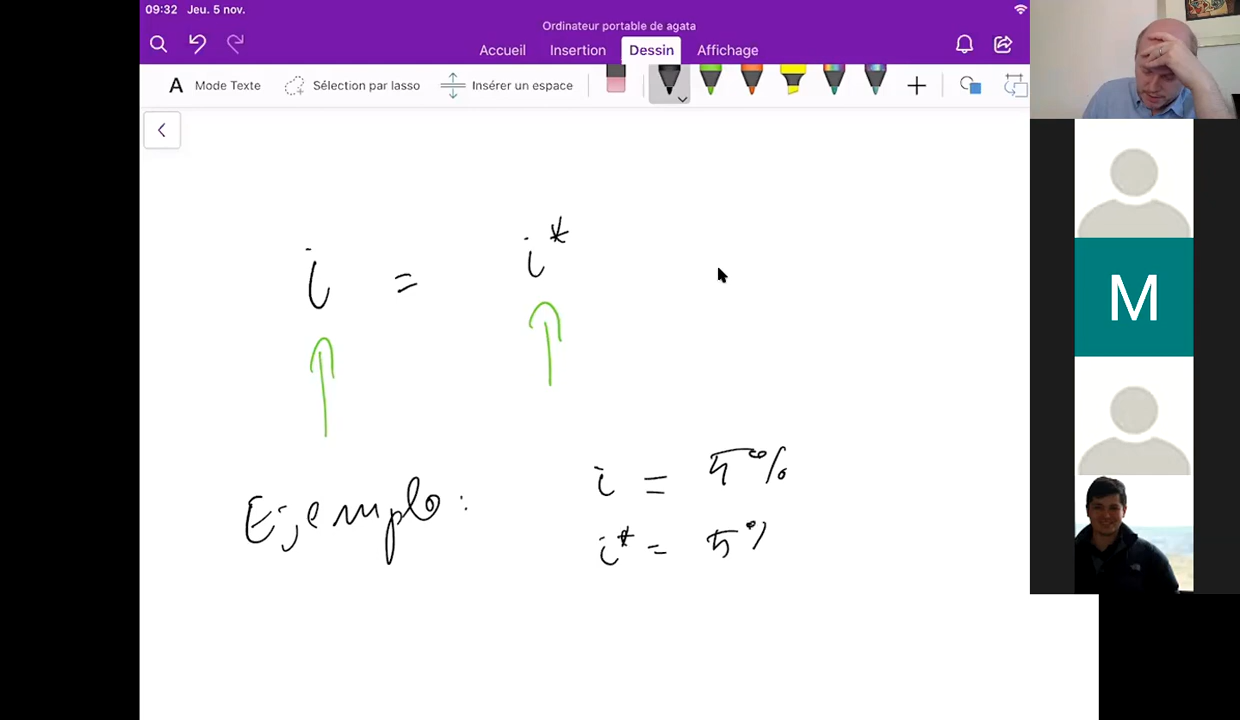 09:32 Jeu. 5 nov.
Ordinateur portable de agata
Accueil Insertion Dessin Affichage
A Mode Texte Sélection par lasso Insérer un espace
i = i*
M
Ejemplo: i = 5%
i* = 5%